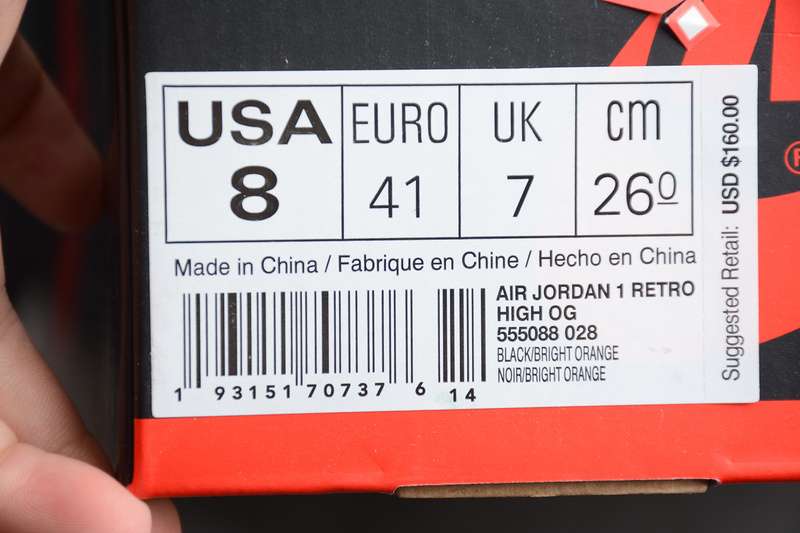 USA EURO UK cm
8 41 7 26º
Made in China / Fabrique en Chine / Hecho en China
AIR JORDAN 1 RETRO
HIGH OG
555088 028
BLACK/BRIGHT ORANGE
NOIR/BRIGHT ORANGE
1 93151 70737 6 14
Suggested Retail: USD $160.00
®